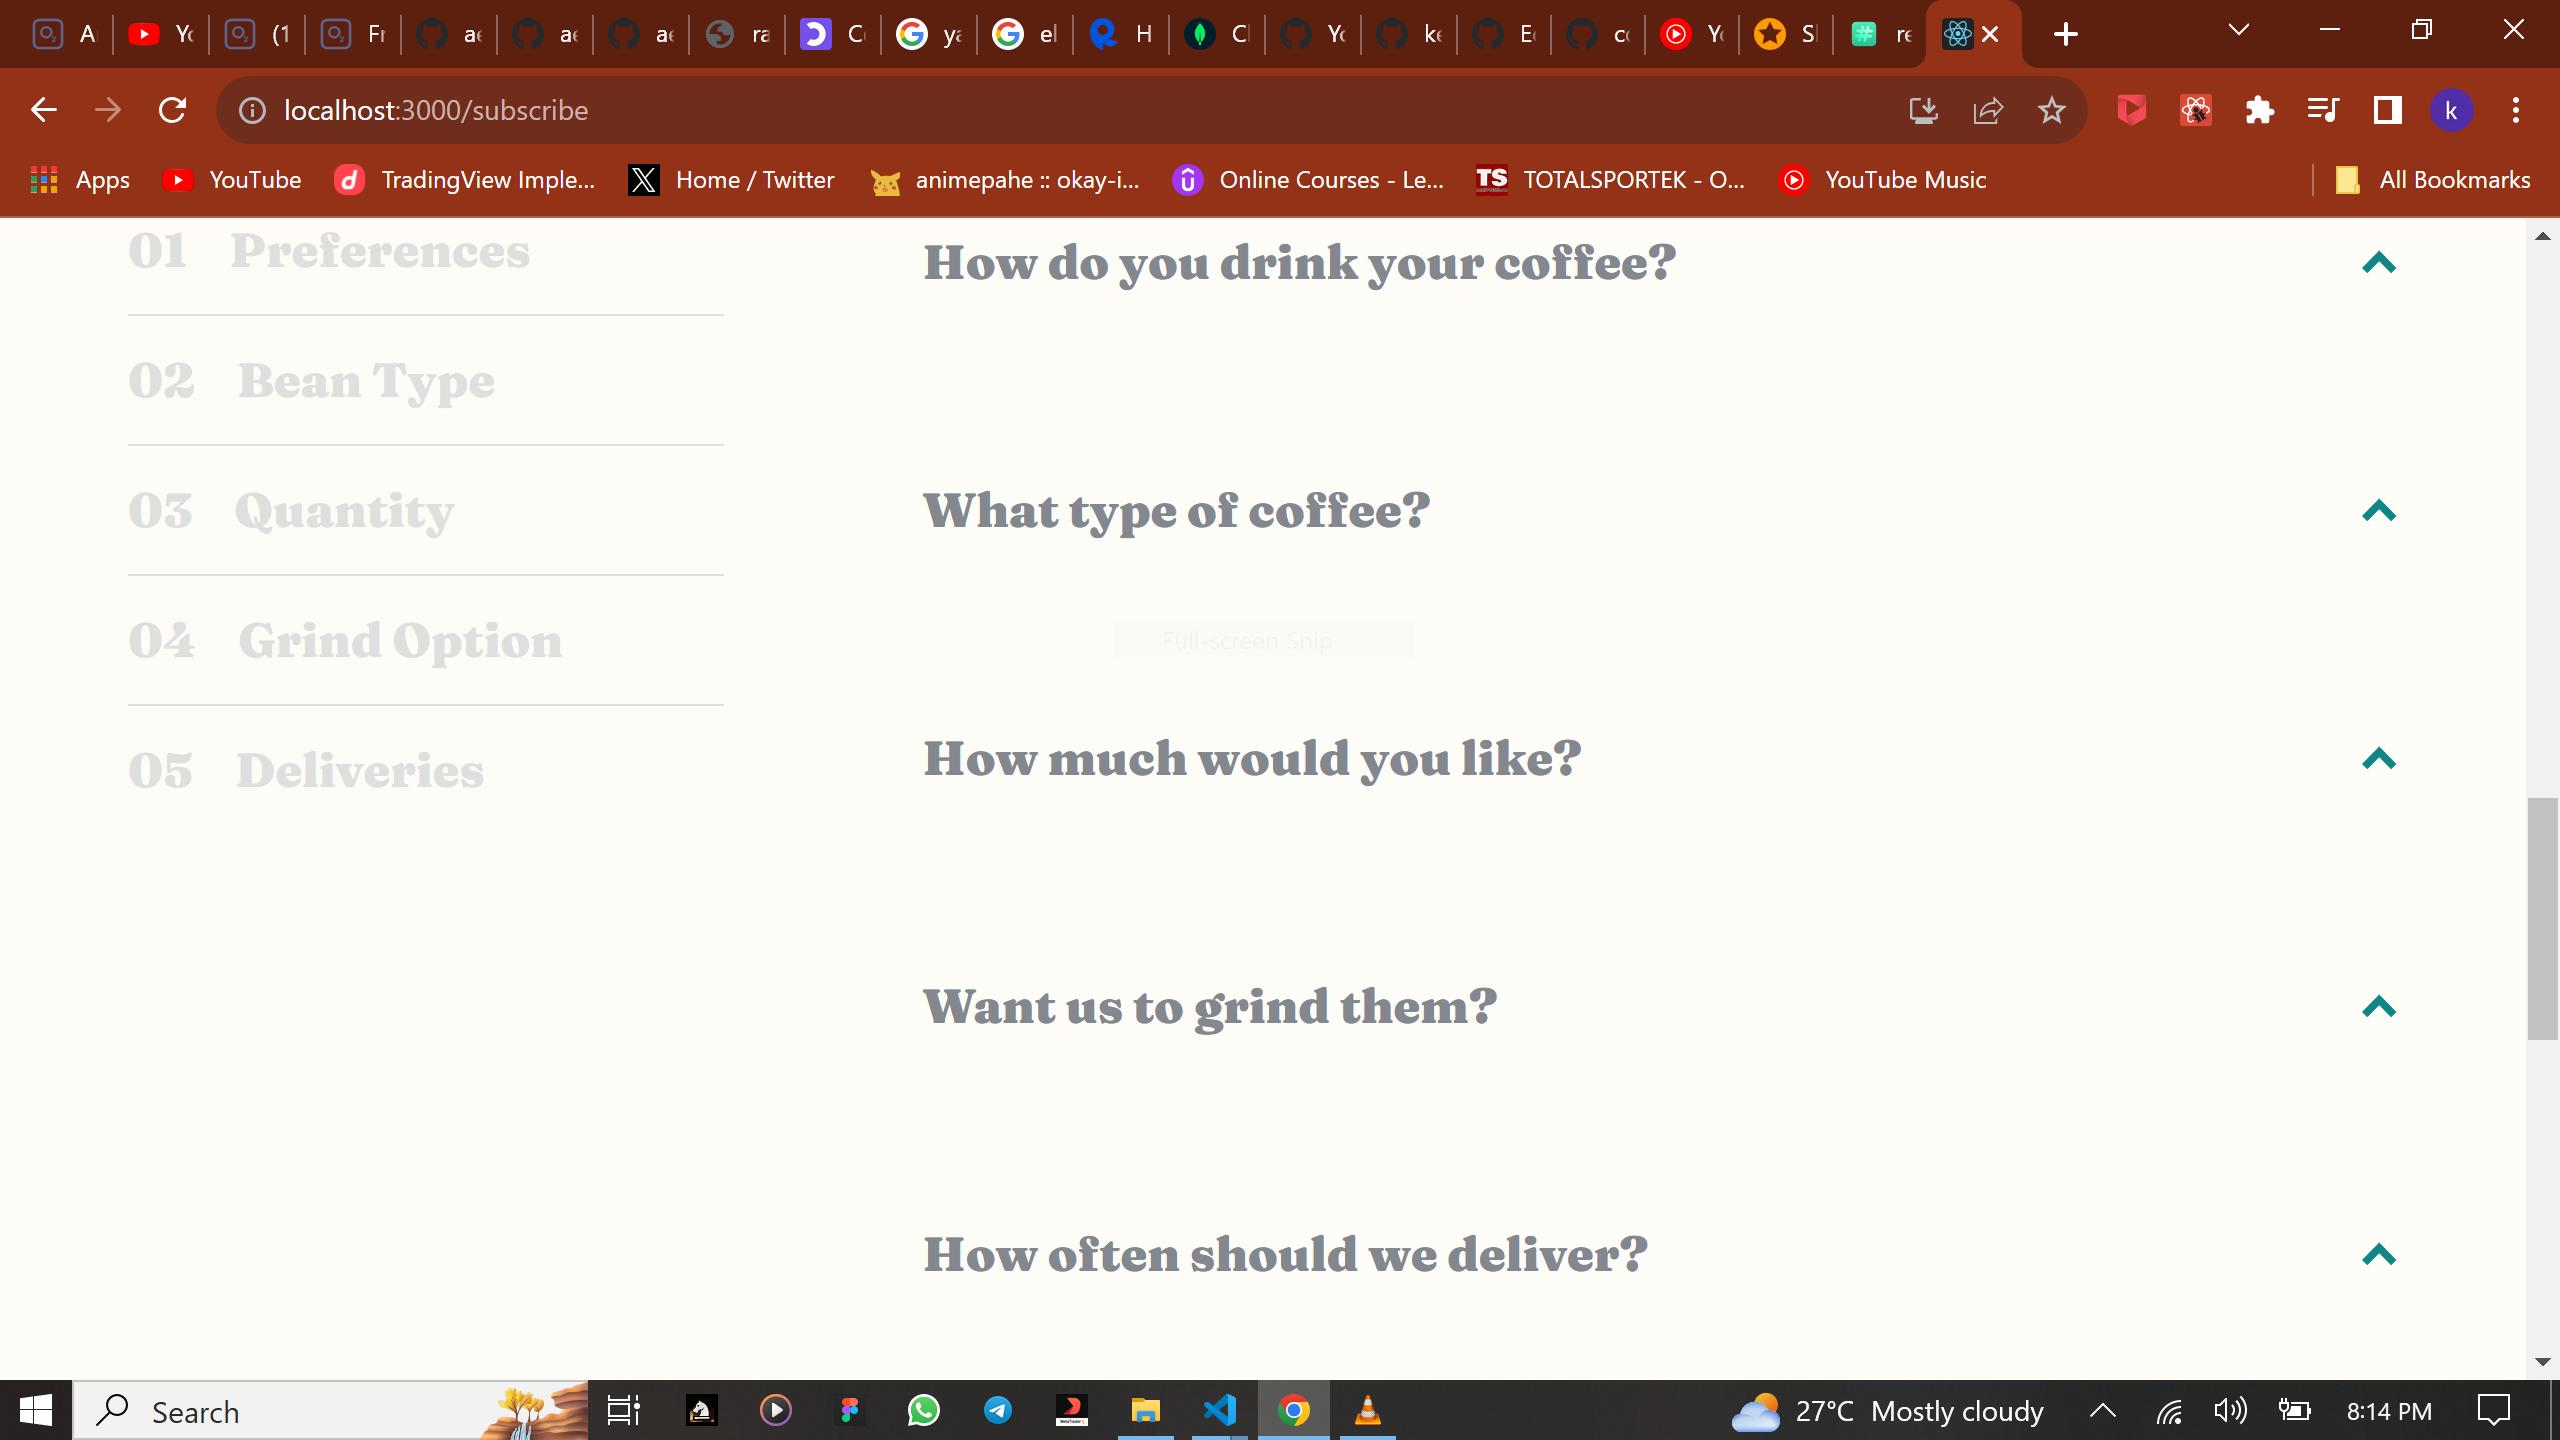 A
Yo
(1
Fr
ae
ae
ae
ra
C
ya
el
H
Cl
Yo
ke
Ec
co
Yo
Sl
re
localhost:3000/subscribe
k
Apps
YouTube
TradingView Imple...
Home / Twitter
animepahe :: okay-i...
Online Courses - Le...
TS
TOTALSPORTEK - O...
YouTube Music
All Bookmarks
01 Preferences
02 Bean Type
03 Quantity
04 Grind Option
05 Deliveries
How do you drink your coffee?
What type of coffee?
Full-screen Snip
How much would you like?
Want us to grind them?
How often should we deliver?
Search
27°C Mostly cloudy
8:14 PM